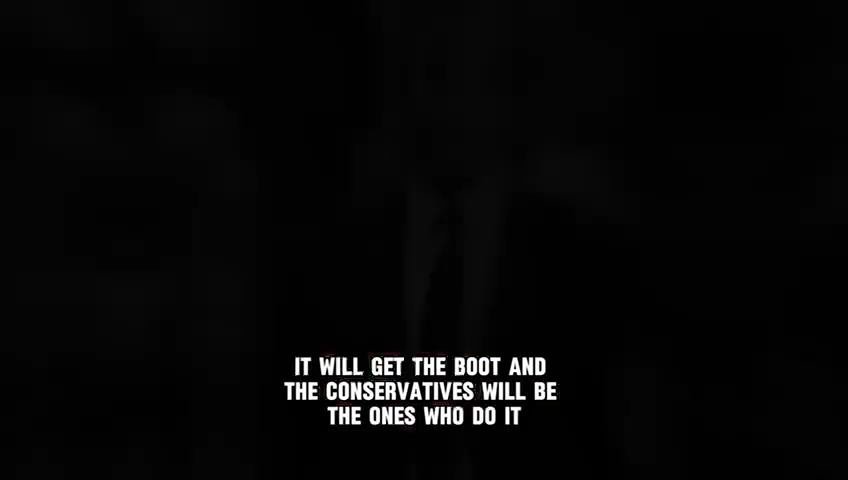 IT WILL GET THE BOOT AND
THE CONSERVATIVES WILL BE
THE ONES WHO DO IT